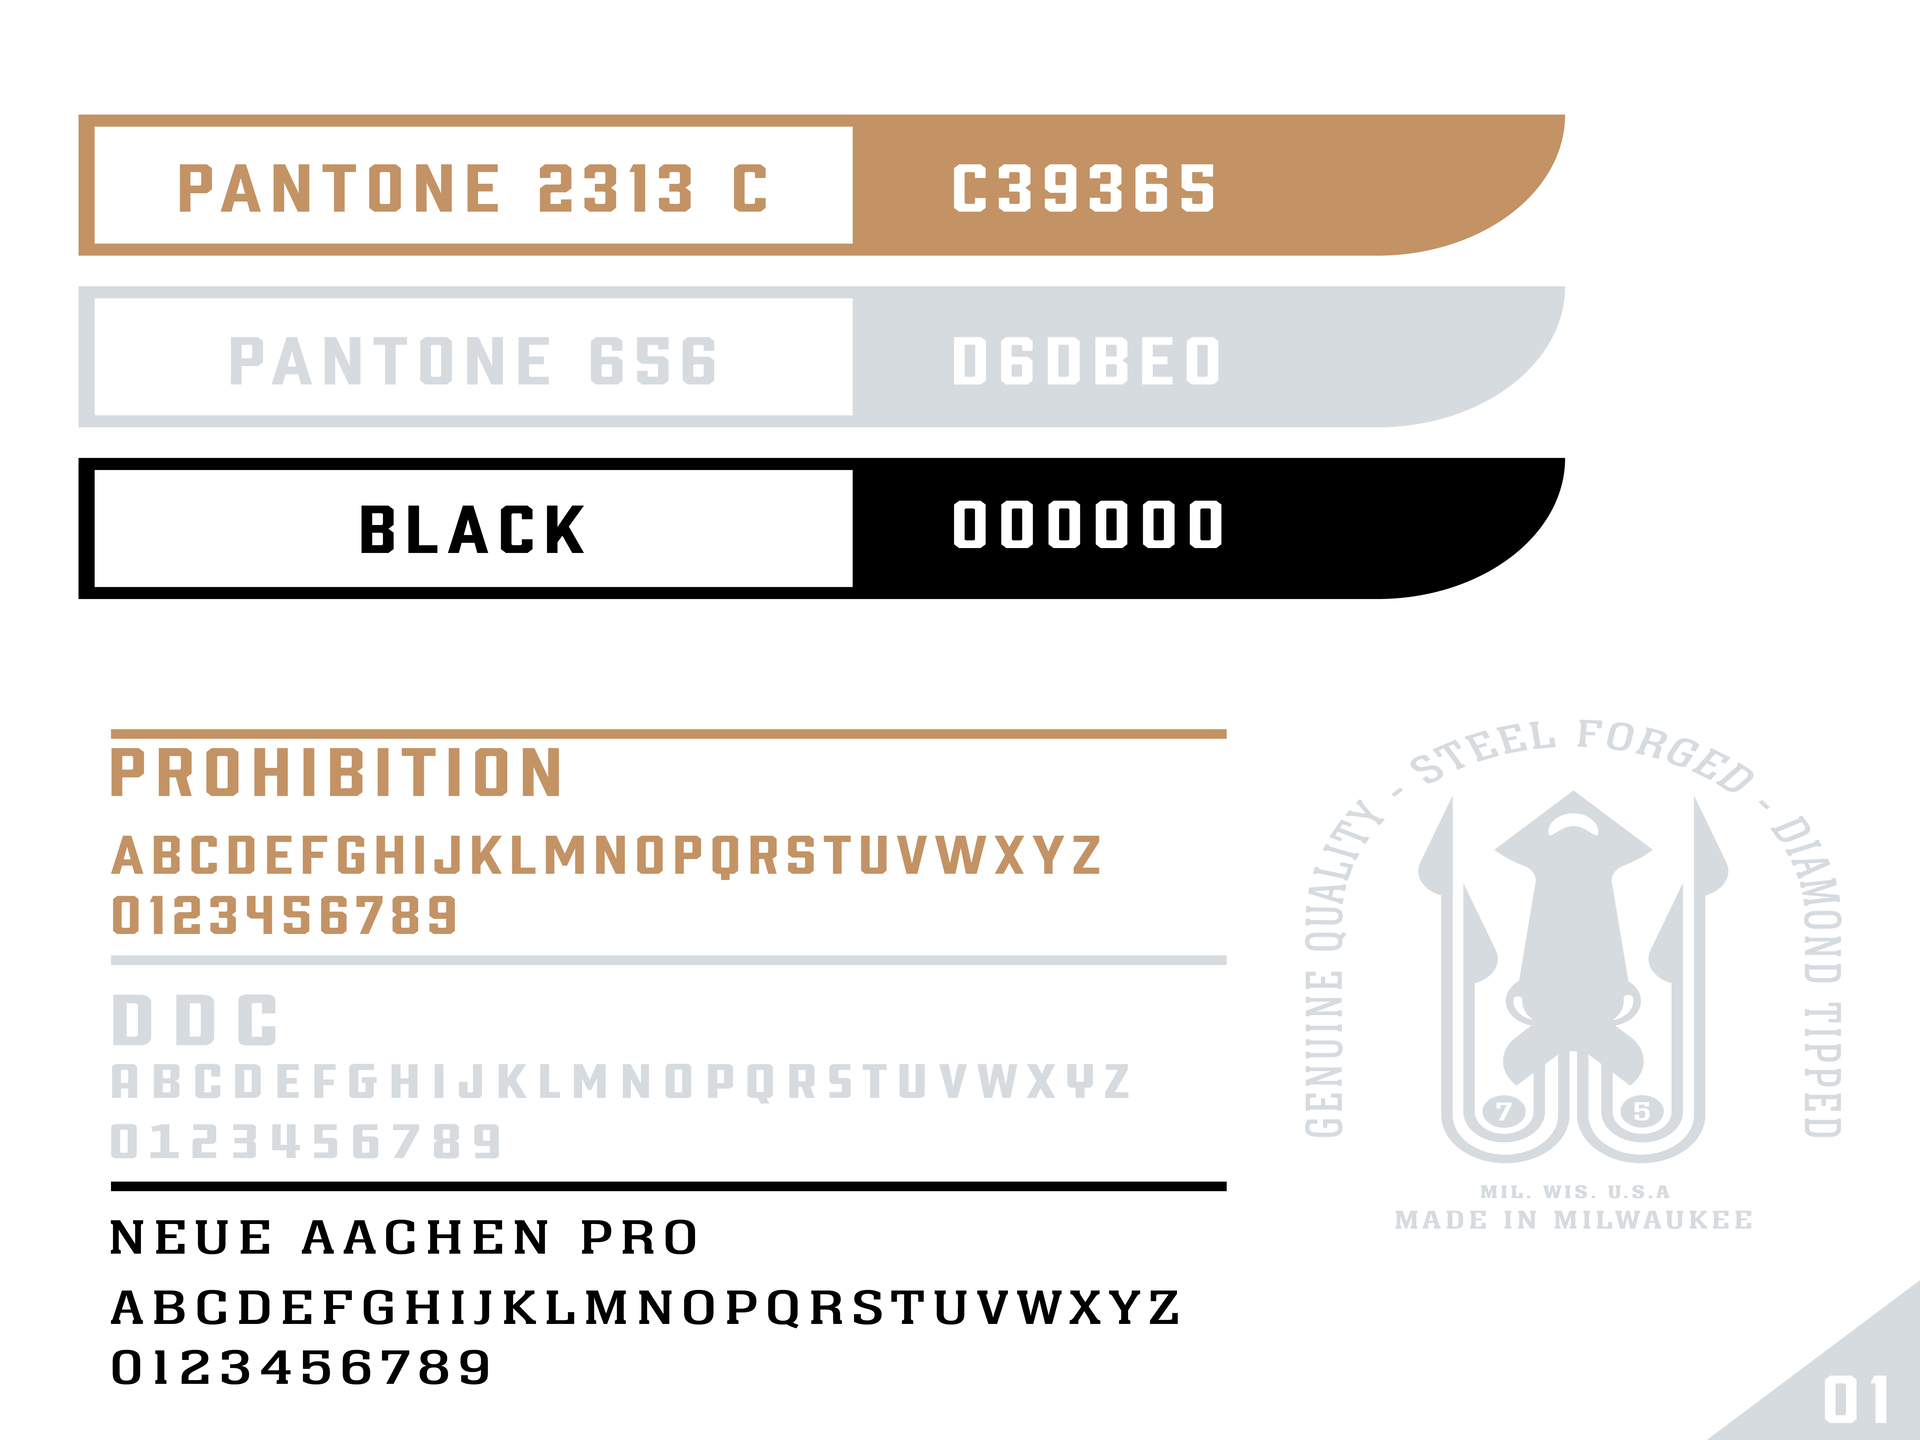 PANTONE 2313 C
C39365
PANTONE 656
D6DBE0
BLACK
000000
PROHIBITION
ABCDEFGHIJKLMNOPQRSTUVWXYZ
0123456789
DDC
ABCDEFGHIJKLMNOPQRSTUVWXYZ
0123456789
NEUE AACHEN PRO
ABCDEFGHIJKLMNOPQRSTUVWXYZ
0123456789
GENUINE QUALITY - STEEL FORGED - DIAMOND TIPPED
7
5
MIL. WIS. U.S.A
MADE IN MILWAUKEE
01